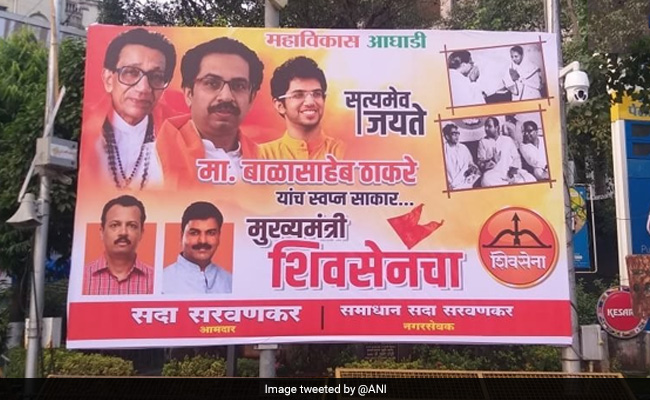 महाविकास आघाडी
सत्यमेव
जयते
मा. बाळासाहेब ठाकरे
यांच स्वप्न साकार...
मुख्यमंत्री
शिवसेनेचा
शिवसेना
सदा सरवणकर
आमदार
समाधान सदा सरवणकर
नगरसेवक
KESAR
Image tweeted by @ANI